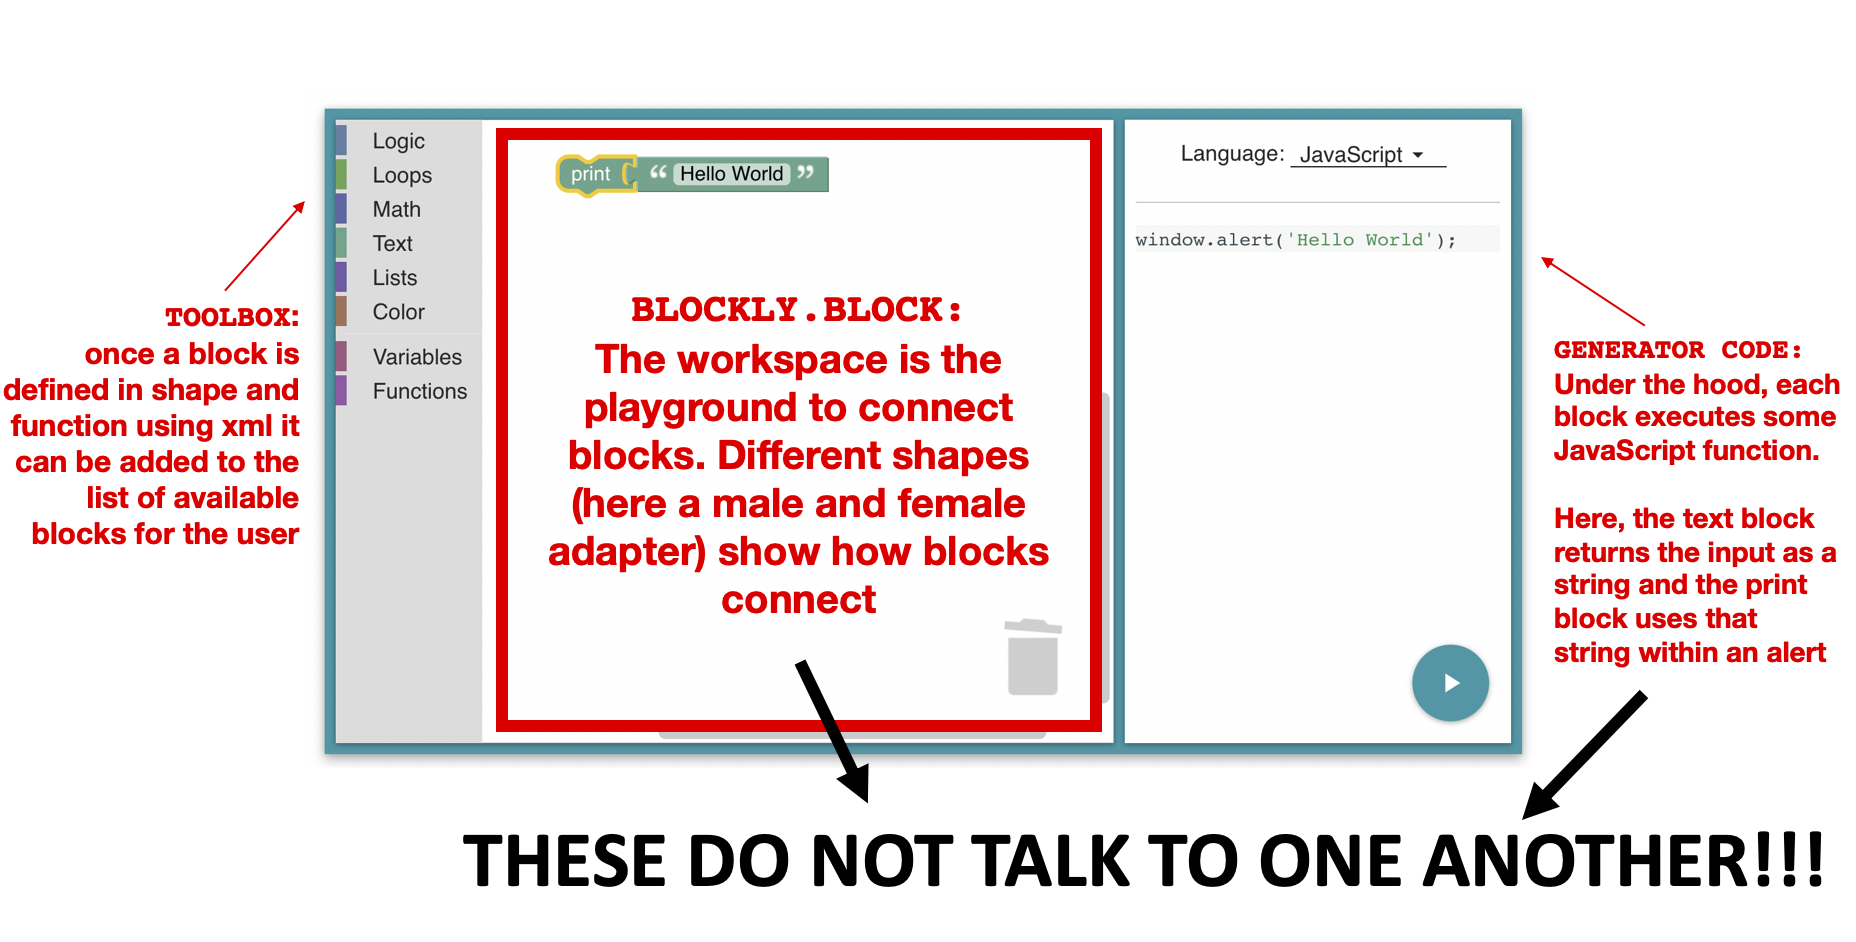 Logic
Loops
Math
Text
Lists
Color
Variables
Functions
print “ Hello World ”
Language: JavaScript
window.alert('Hello World');
TOOLBOX:
once a block is
defined in shape and
function using xml it
can be added to the
list of available
blocks for the user
BLOCKLY.BLOCK:
The workspace is the
playground to connect
blocks. Different shapes
(here a male and female
adapter) show how blocks
connect
GENERATOR CODE:
Under the hood, each
block executes some
JavaScript function.
Here, the text block
returns the input as a
string and the print
block uses that
string within an alert
THESE DO NOT TALK TO ONE ANOTHER!!!